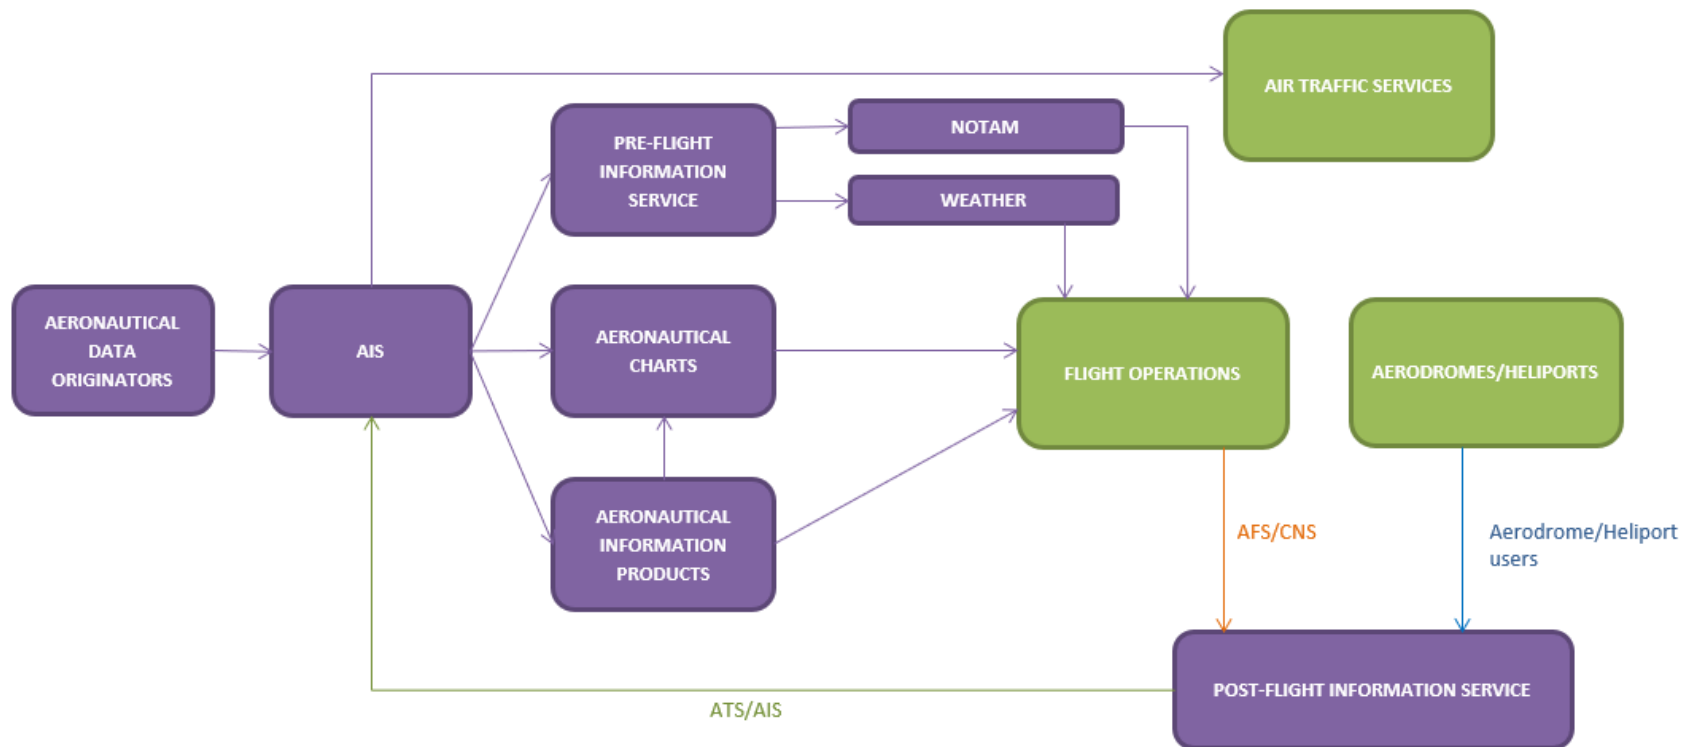 AIR TRAFFIC SERVICES
PRE-FLIGHT
INFORMATION
SERVICE
NOTAM
WEATHER
AERONAUTICAL
DATA
ORIGINATORS
AIS
AERONAUTICAL
CHARTS
FLIGHT OPERATIONS
AERODROMES/HELIPORTS
AERONAUTICAL
INFORMATION
PRODUCTS
AFS/CNS
Aerodrome/Heliport
users
POST-FLIGHT INFORMATION SERVICE
ATS/AIS